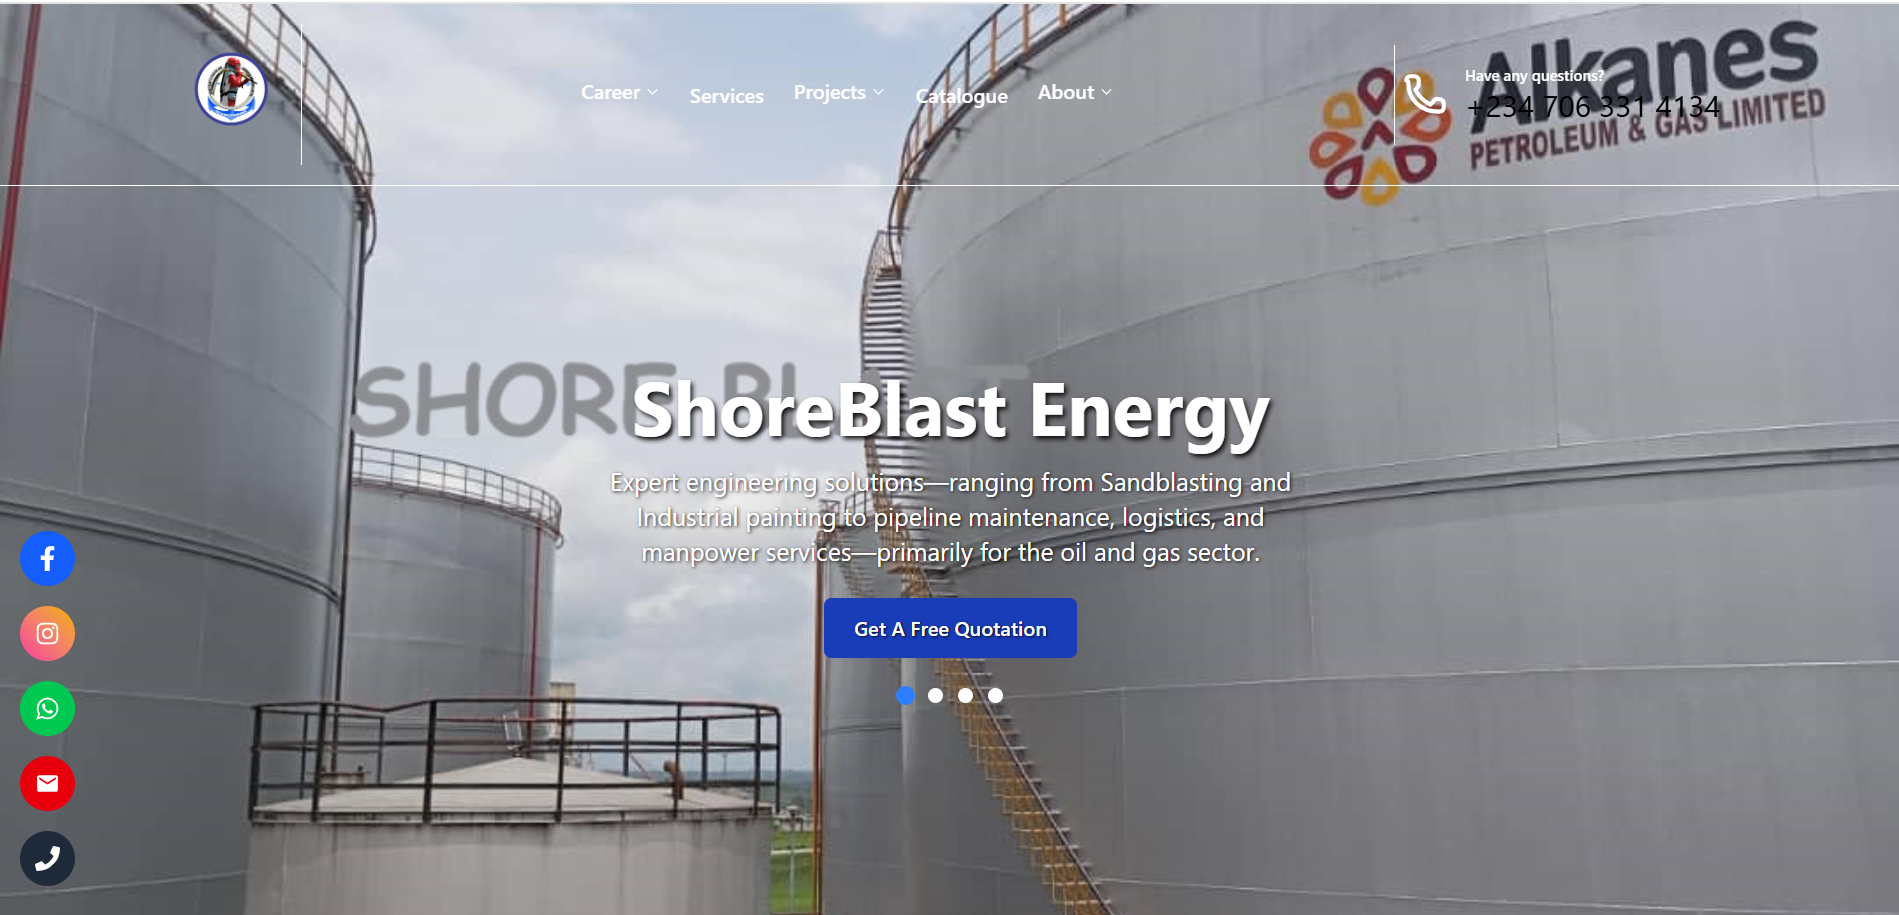 Career
Services
Projects
Catalogue
About
Have any questions?
+234 706 331 4134
Alkanes
PETROLEUM & GAS LIMITED
SHORE BL
ShoreBlast Energy
Expert engineering solutions—ranging from Sandblasting and
Industrial painting to pipeline maintenance, logistics, and
manpower services—primarily for the oil and gas sector.
Get A Free Quotation